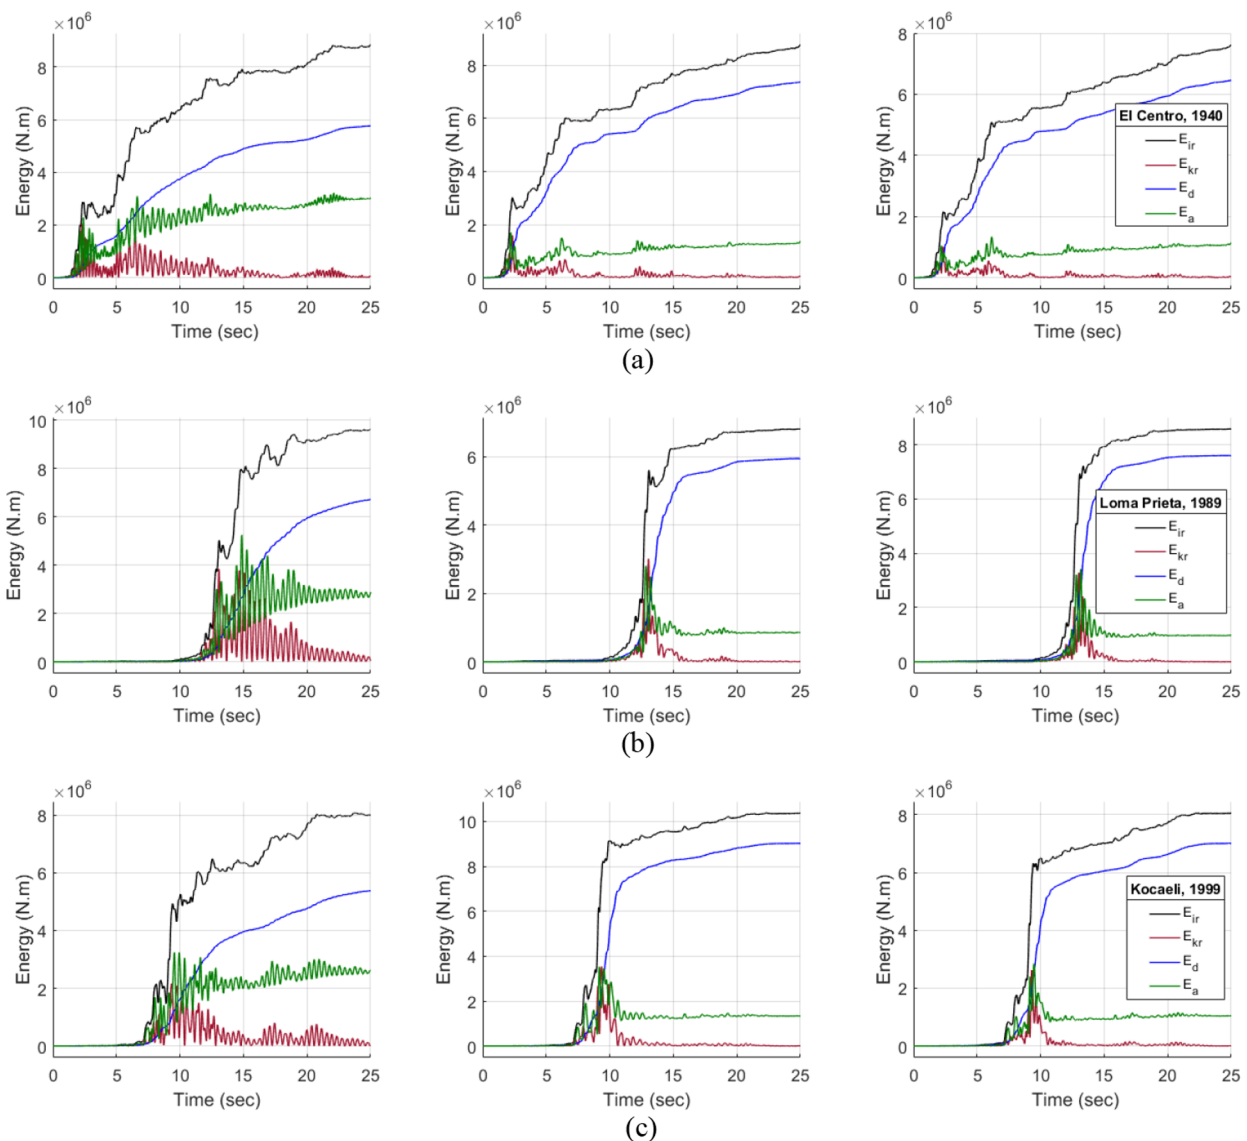 ×10⁶
8
6
4
2
0
Energy (N.m)
0 5 10 15 20 25
Time (sec)
×10⁶
8
6
4
2
0
Energy (N.m)
0 5 10 15 20 25
Time (sec)
×10⁶
8
6
4
2
0
Energy (N.m)
0 5 10 15 20 25
Time (sec)
El Centro, 1940
E_ir
E_kr
E_d
E_a
(a)
×10⁶
10
8
6
4
2
0
Energy (N.m)
0 5 10 15 20 25
Time (sec)
×10⁶
6
4
2
0
Energy (N.m)
0 5 10 15 20 25
Time (sec)
×10⁶
8
6
4
2
0
Energy (N.m)
0 5 10 15 20 25
Time (sec)
Loma Prieta, 1989
E_ir
E_kr
E_d
E_a
(b)
×10⁶
8
6
4
2
0
Energy (N.m)
0 5 10 15 20 25
Time (sec)
×10⁶
10
8
6
4
2
0
Energy (N.m)
0 5 10 15 20 25
Time (sec)
×10⁶
8
6
4
2
0
Energy (N.m)
0 5 10 15 20 25
Time (sec)
Kocaeli, 1999
E_ir
E_kr
E_d
E_a
(c)